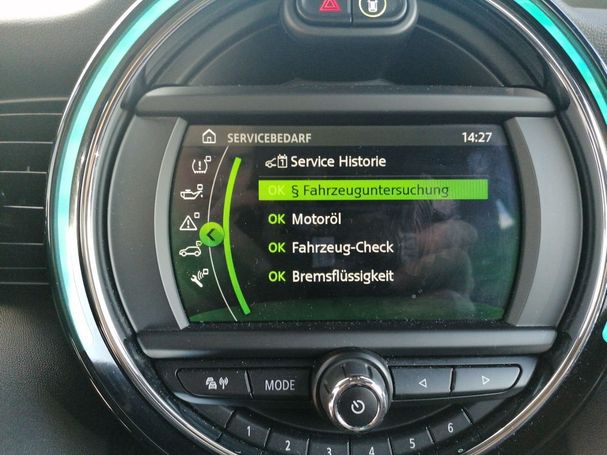 SERVICEBEDARF 14:27
Service Historie
OK § Fahrzeuguntersuchung
OK Motoröl
OK Fahrzeug-Check
OK Bremsflüssigkeit
MODE
1 2 3 4 5 6